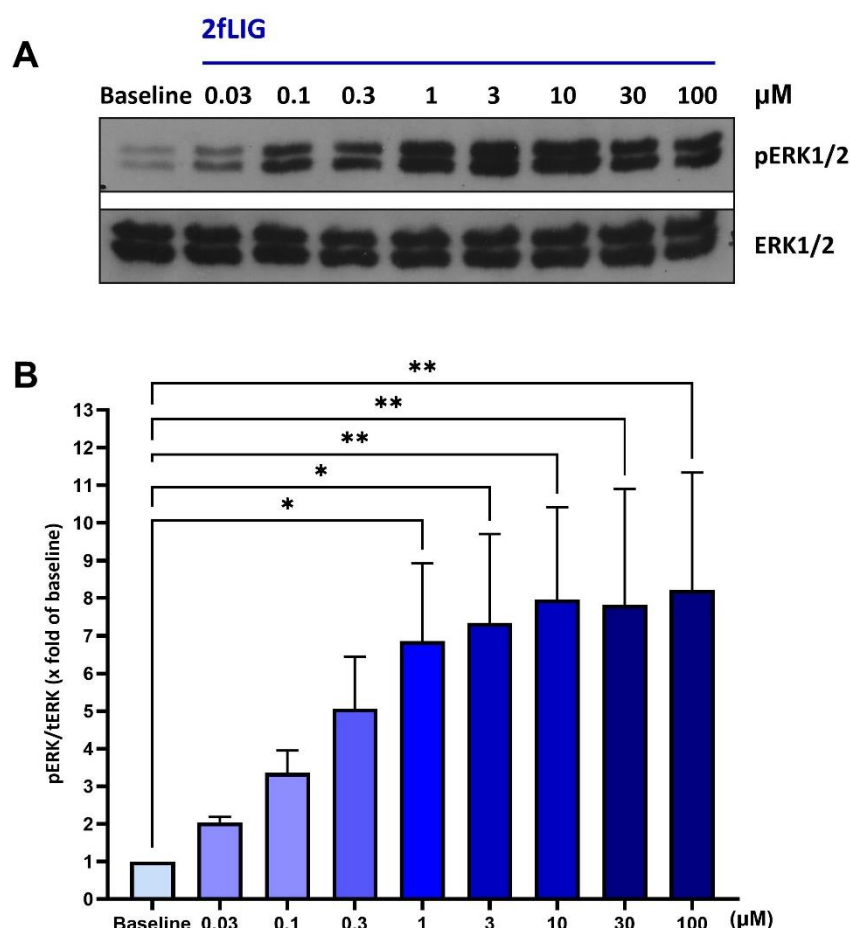 2fLIG
A
Baseline 0.03 0.1 0.3 1 3 10 30 100 µM
pERK1/2
ERK1/2
B
**
**
**
*
*
13
12
11
10
9
8
7
6
5
4
3
2
1
0
pERK/tERK (x fold of baseline)
Baseline 0.03 0.1 0.3 1 3 10 30 100 (µM)